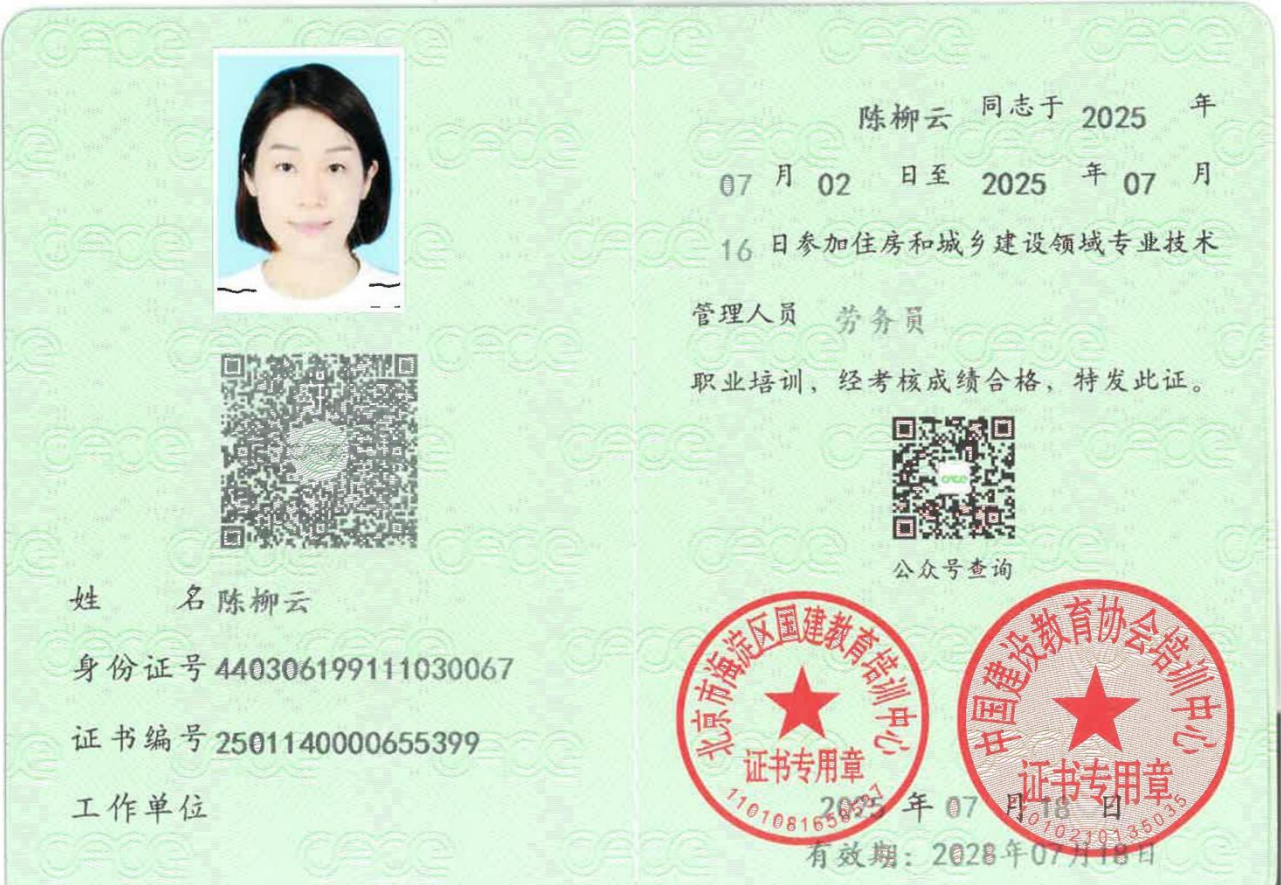 陈柳云 同志于 2025 年
07 月 02 日至 2025 年 07 月
16 日参加住房和城乡建设领域专业技术
管理人员 劳务员
职业培训，经考核成绩合格，特发此证。
公众号查询
姓 名 陈柳云
身份证号 440306199111030067
证书编号 2501140000655399
工作单位
北京市海淀区国建教育培训中心
证书专用章
中国建设教育协会培训中心
证书专用章
2025 年 07 月 18 日
有效期：2028年07月18日
cece